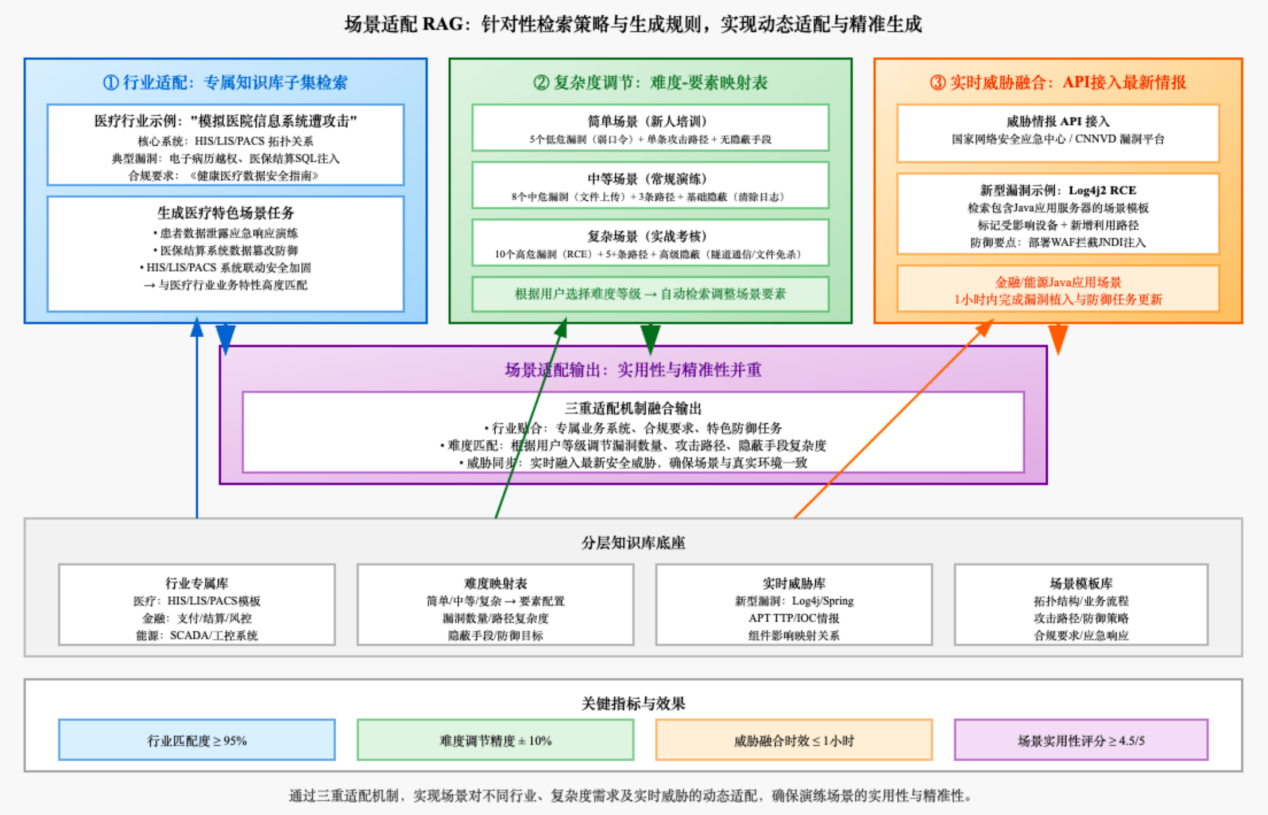 场景适配 RAG：针对性检索策略与生成规则，实现动态适配与精准生成
① 行业适配：专属知识库子集检索
医疗行业示例："模拟医院信息系统遭攻击"
核心系统：HIS/LIS/PACS 拓扑关系
典型漏洞：电子病历越权、医保结算SQL注入
合规要求：《健康医疗数据安全指南》
生成医疗特色场景任务
• 患者数据泄露应急响应演练
• 医保结算系统数据篡改防御
• HIS/LIS/PACS 系统联动安全加固
→ 与医疗行业业务特性高度匹配
② 复杂度调节：难度-要素映射表
简单场景（新人培训）
5个低危漏洞（弱口令）+ 单条攻击路径 + 无隐蔽手段
中等场景（常规演练）
8个中危漏洞（文件上传）+ 3条路径 + 基础隐蔽（清除日志）
复杂场景（实战考核）
10个高危漏洞（RCE）+ 5+条路径 + 高级隐蔽（隧道通信/文件免杀）
根据用户选择难度等级 → 自动检索调整场景要素
③ 实时威胁融合：API接入最新情报
威胁情报 API 接入
国家网络安全应急中心 / CNNVD 漏洞平台
新型漏洞示例：Log4j2 RCE
检索包含Java应用服务器的场景模板
标记受影响设备 + 新增利用路径
防御要点：部署WAF拦截JNDI注入
金融/能源Java应用场景
1小时内完成漏洞植入与防御任务更新
场景适配输出：实用性与精准性并重
三重适配机制融合输出
• 行业贴合：专属业务系统、合规要求、特色防御任务
• 难度匹配：根据用户等级调节漏洞数量、攻击路径、隐蔽手段复杂度
• 威胁同步：实时融入最新安全威胁，确保场景与真实环境一致
分层知识库底座
行业专属库
医疗：HIS/LIS/PACS模板
金融：支付/结算/风控
能源：SCADA/工控系统
难度映射表
简单/中等/复杂 → 要素配置
漏洞数量/路径复杂度
隐蔽手段/防御目标
实时威胁库
新型漏洞：Log4j/Spring
APT TTP/IOC情报
组件影响映射关系
场景模板库
拓扑结构/业务流程
攻击路径/防御策略
合规要求/应急响应
关键指标与效果
行业匹配度 ≥ 95%
难度调节精度 ± 10%
威胁融合时效 ≤ 1小时
场景实用性评分 ≥ 4.5/5
通过三重适配机制，实现场景对不同行业、复杂度需求及实时威胁的动态适配，确保演练场景的实用性与精准性。